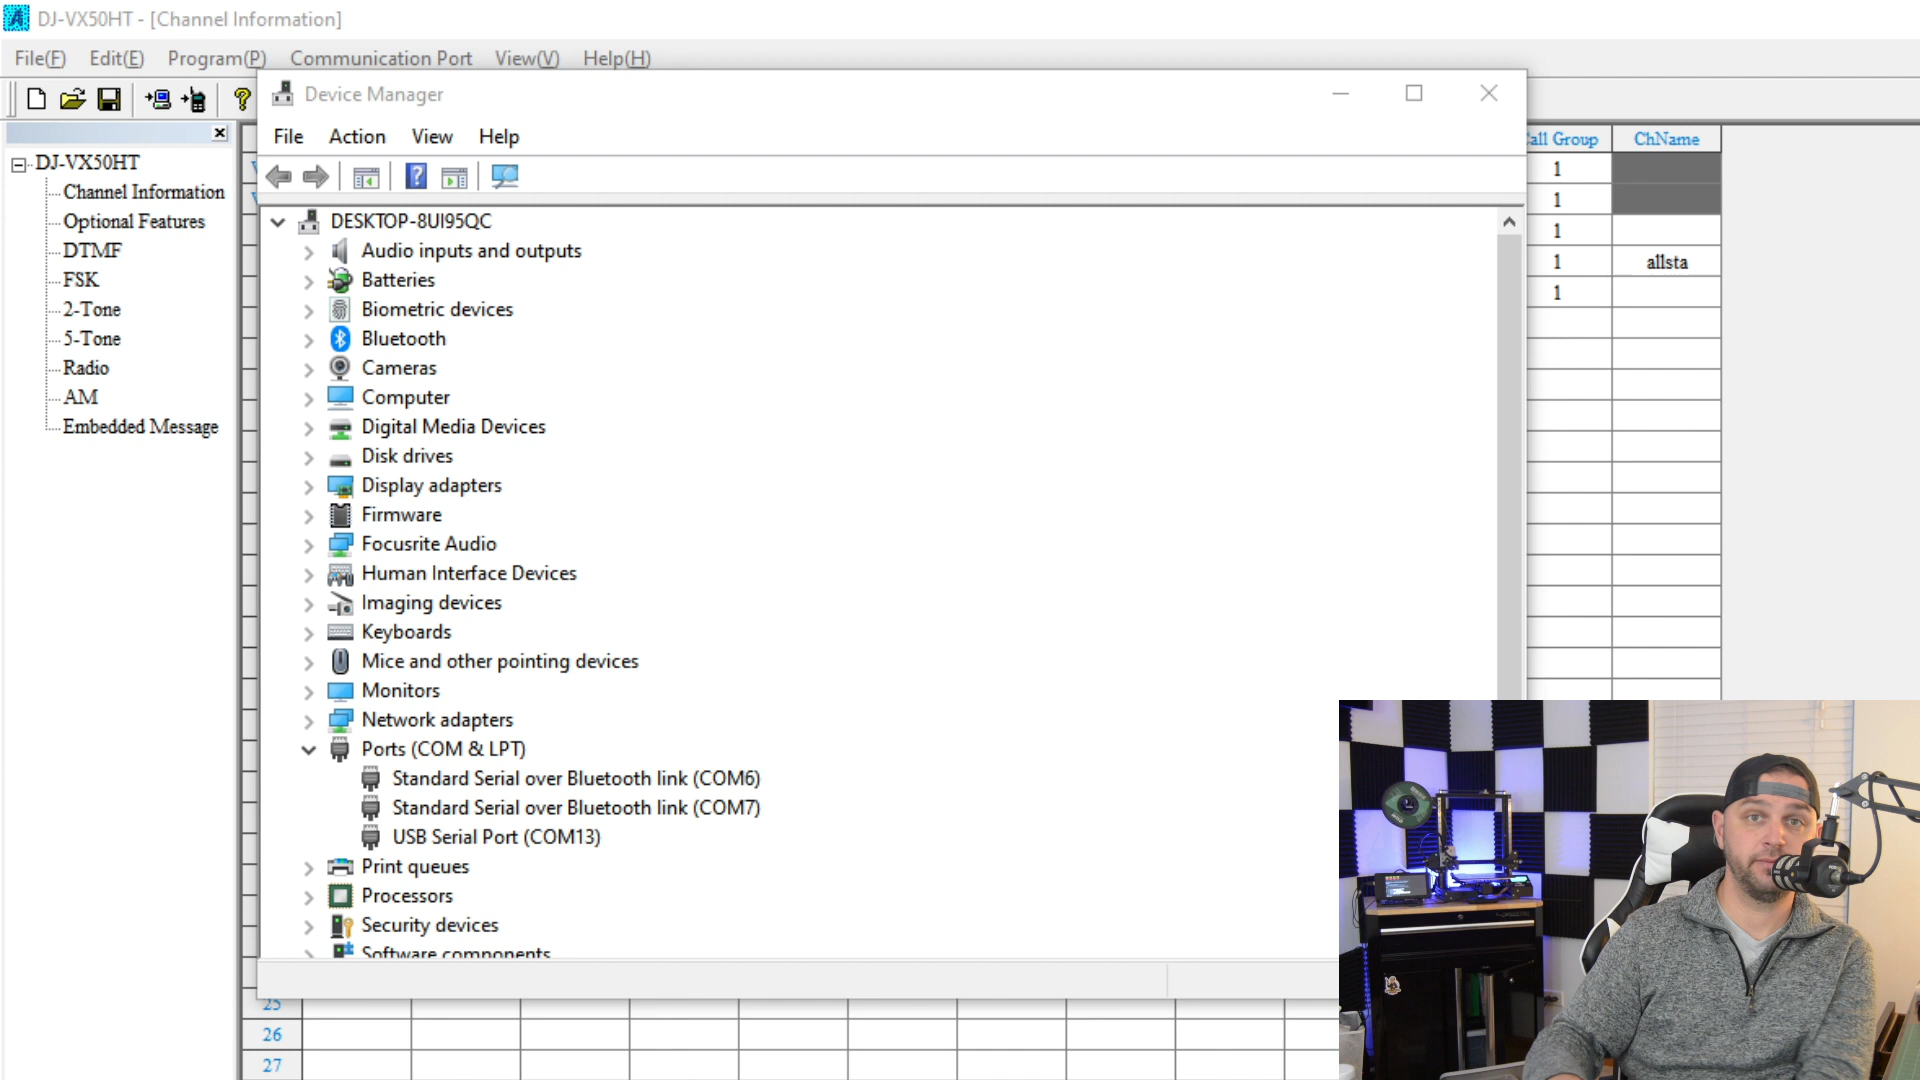 DJ-VX50HT - [Channel Information]
File(F) Edit(E) Program(P) Communication Port View(V) Help(H)
Device Manager
File Action View Help
DJ-VX50HT
Channel Information
Optional Features
DTMF
FSK
2-Tone
5-Tone
Radio
AM
Embedded Message
DESKTOP-8UI95QC
Audio inputs and outputs
Batteries
Biometric devices
Bluetooth
Cameras
Computer
Digital Media Devices
Disk drives
Display adapters
Firmware
Focusrite Audio
Human Interface Devices
Imaging devices
Keyboards
Mice and other pointing devices
Monitors
Network adapters
Ports (COM & LPT)
Standard Serial over Bluetooth link (COM6)
Standard Serial over Bluetooth link (COM7)
USB Serial Port (COM13)
Print queues
Processors
Security devices
Software components
Call Group ChName
1
1
1
1 allsta
1
25
26
27